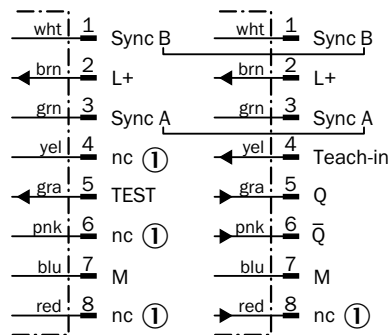 wht 1 Sync B wht 1 Sync B
brn 2 L+ brn 2 L+
grn 3 Sync A grn 3 Sync A
yel 4 nc ① yel 4 Teach-in
gra 5 TEST gra 5 Q
pnk 6 nc ① pnk 6 Q̅
blu 7 M blu 7 M
red 8 nc ① red 8 nc ①